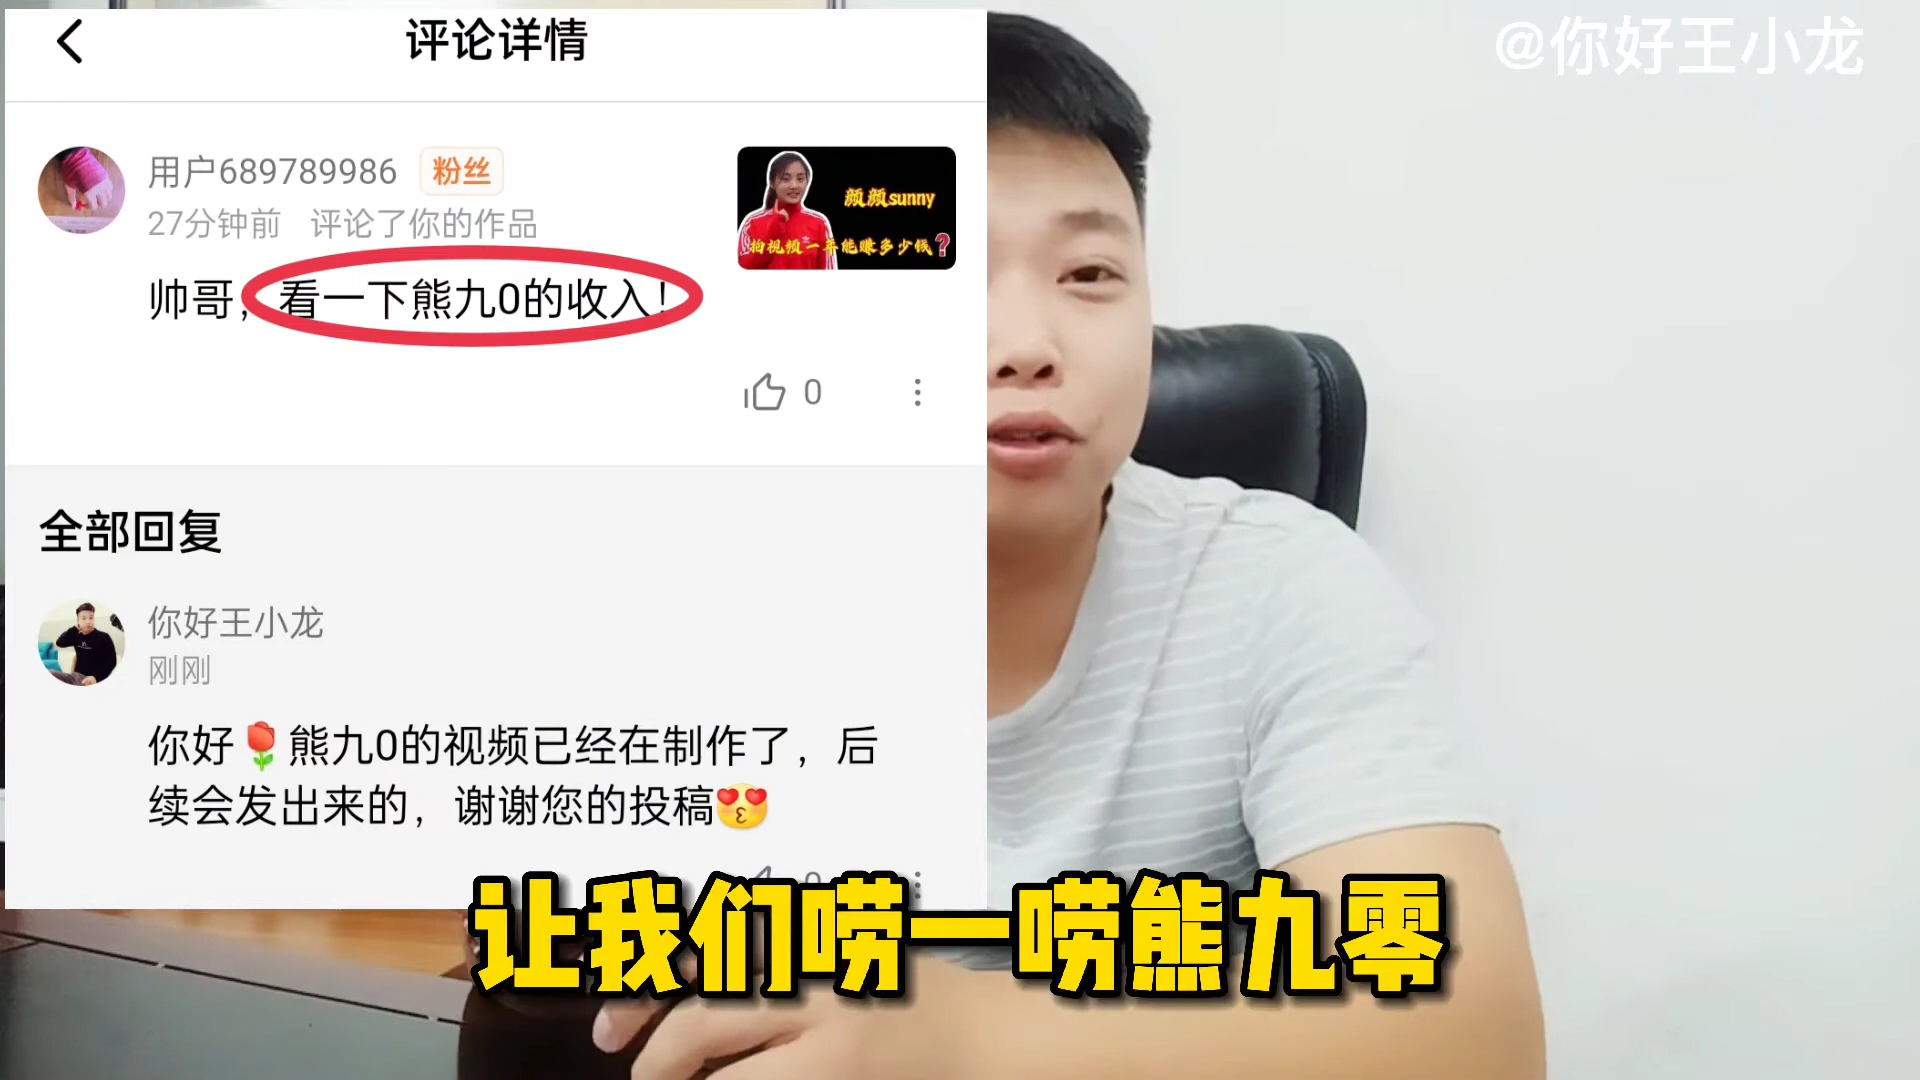 评论详情
@你好王小龙
用户689789986 粉丝
27分钟前 评论了你的作品
颜颜sunny
拍视频一年能赚多少钱?
帅哥，看一下熊九0的收入!
0
全部回复
你好王小龙
刚刚
你好🌹熊九0的视频已经在制作了，后
续会发出来的，谢谢您的投稿😚
让我们唠一唠熊九零